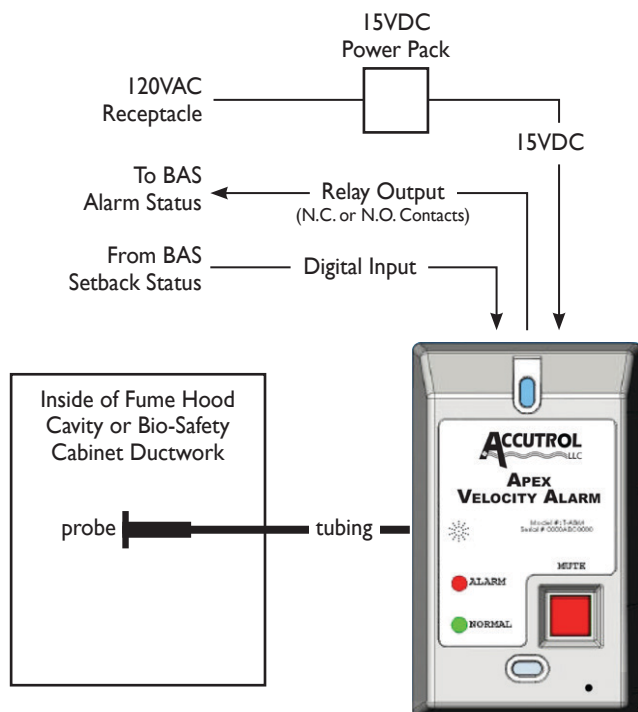 15VDC
Power Pack
120VAC
Receptacle
15VDC
To BAS
Alarm Status
Relay Output
(N.C. or N.O. Contacts)
From BAS
Setback Status
Digital Input
Inside of Fume Hood
Cavity or Bio-Safety
Cabinet Ductwork
probe
tubing
ACCUTROL
LLC
APEX
VELOCITY ALARM
Serial # 0000ABC0000
MUTE
ALARM
NORMAL